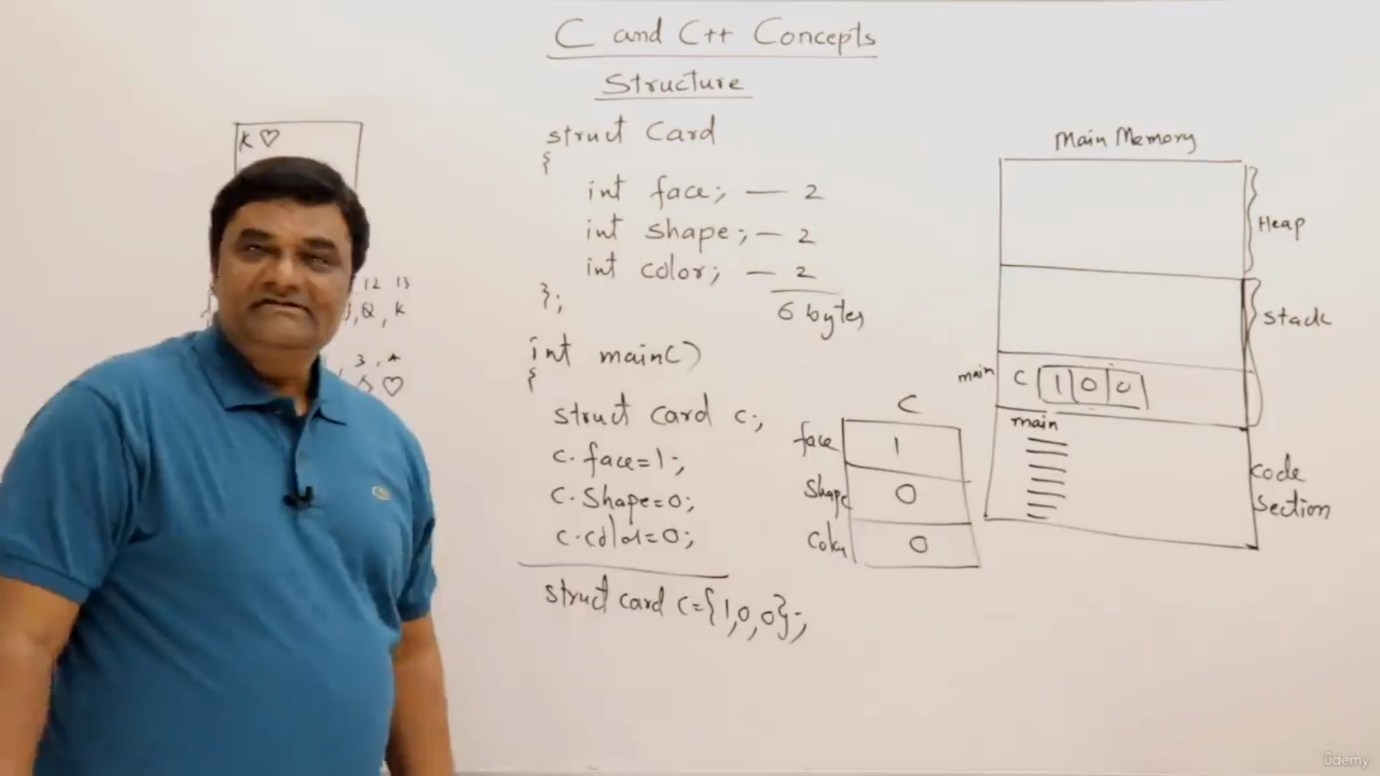 C and C++ Concepts
Structure
K ♡
12 13
Q, K
3, A
♡
struct Card
{
int face; — 2
int shape; — 2
int color; — 2
};
6 bytes
int main()
{
struct card c;
c.face=1;
c.shape=0;
c.color=0;
struct card c={1,0,0};
C
face 1
Shape 0
Color 0
Main Memory
Heap
Stack
main C 1 0 0
main
Code
Section
ûdemy